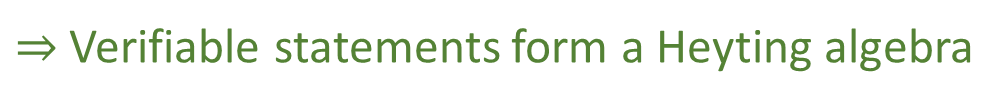 ⇒ Verifiable statements form a Heyting algebra